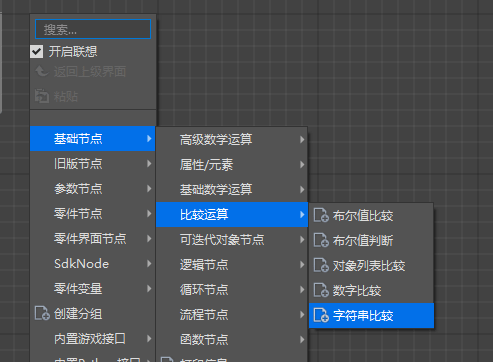 搜索...
开启联想
返回上级界面
粘贴
基础节点
旧版节点
参数节点
零件节点
零件界面节点
SdkNode
零件变量
创建分组
内置游戏接口
高级数学运算
属性/元素
基础数学运算
比较运算
可迭代对象节点
逻辑节点
循环节点
流程节点
函数节点
布尔值比较
布尔值判断
对象列表比较
数字比较
字符串比较